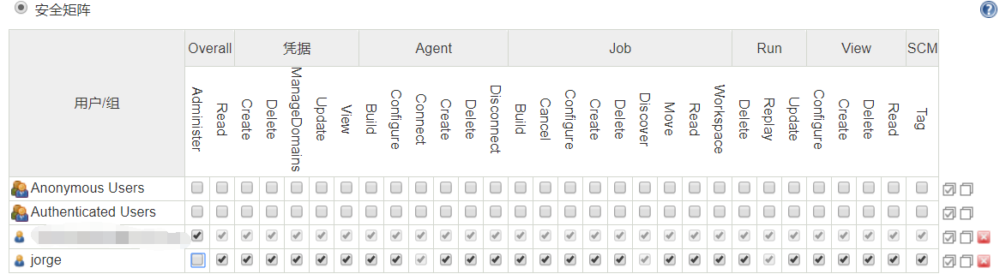 安全矩阵
用户/组
Overall 凭据 Agent Job Run View SCM
Administer
Read
Create
Delete
ManageDomains
Update
View
Build
Configure
Connect
Create
Delete
Disconnect
Build
Cancel
Configure
Create
Delete
Discover
Move
Read
Workspace
Delete
Replay
Update
Configure
Create
Delete
Read
Tag
Anonymous Users
Authenticated Users
jorge